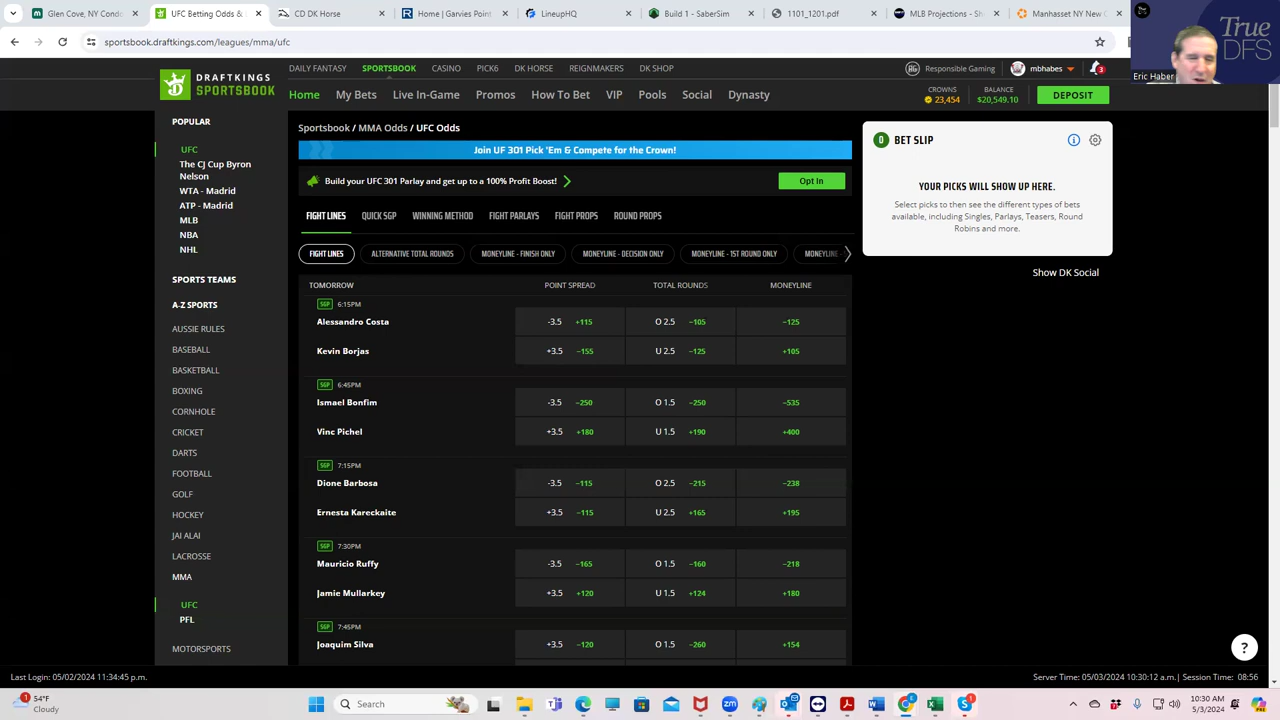 Glen Cove, NY Condo
UFC Betting Odds &
CD DK Horse
Home | Garvies Point
LineupHQ
Build 1 - SaberSim
1101_1201.pdf
MLB Projections - Sh
Manhasset NY New C
sportsbook.draftkings.com/leagues/mma/ufc
True
DFS
Eric Haber
DRAFTKINGS
SPORTSBOOK
DAILY FANTASY
SPORTSBOOK
CASINO
PICK6
DK HORSE
REIGNMAKERS
DK SHOP
Responsible Gaming
mbhabes
3
Home
My Bets
Live In-Game
Promos
How To Bet
VIP
Pools
Social
Dynasty
CROWNS
23,454
BALANCE
$20,549.10
DEPOSIT
POPULAR
UFC
The CJ Cup Byron
Nelson
WTA - Madrid
ATP - Madrid
MLB
NBA
NHL
SPORTS TEAMS
A-Z SPORTS
AUSSIE RULES
BASEBALL
BASKETBALL
BOXING
CORNHOLE
CRICKET
DARTS
FOOTBALL
GOLF
HOCKEY
JAI ALAI
LACROSSE
MMA
UFC
PFL
MOTORSPORTS
Sportsbook / MMA Odds / UFC Odds
Join UF 301 Pick 'Em & Compete for the Crown!
Build your UFC 301 Parlay and get up to a 100% Profit Boost!
Opt In
FIGHT LINES
QUICK SGP
WINNING METHOD
FIGHT PARLAYS
FIGHT PROPS
ROUND PROPS
FIGHT LINES
ALTERNATIVE TOTAL ROUNDS
MONEYLINE - FINISH ONLY
MONEYLINE - DECISION ONLY
MONEYLINE - 1ST ROUND ONLY
MONEYLINE -
TOMORROW POINT SPREAD TOTAL ROUNDS MONEYLINE
SGP 6:15PM
Alessandro Costa -3.5 +115 O 2.5 −105 −125
Kevin Borjas +3.5 −155 U 2.5 −125 +105
SGP 6:45PM
Ismael Bonfim -3.5 −250 O 1.5 −250 −535
Vinc Pichel +3.5 +180 U 1.5 +190 +400
SGP 7:15PM
Dione Barbosa -3.5 −115 O 2.5 −215 −238
Ernesta Kareckaite +3.5 −115 U 2.5 +165 +195
SGP 7:30PM
Mauricio Ruffy -3.5 −165 O 1.5 −160 −218
Jamie Mullarkey +3.5 +120 U 1.5 +124 +180
SGP 7:45PM
Joaquim Silva +3.5 −120 O 1.5 −260 +154
0 BET SLIP
YOUR PICKS WILL SHOW UP HERE.
Select picks to then see the different types of bets
available, including Singles, Parlays, Teasers, Round
Robins and more.
Show DK Social
?
Last Login: 05/02/2024 11:34:45 p.m.
Server Time: 05/03/2024 10:30:12 a.m.| Session Time: 08:56
1
54°F
Cloudy
Search
10:30 AM
5/3/2024